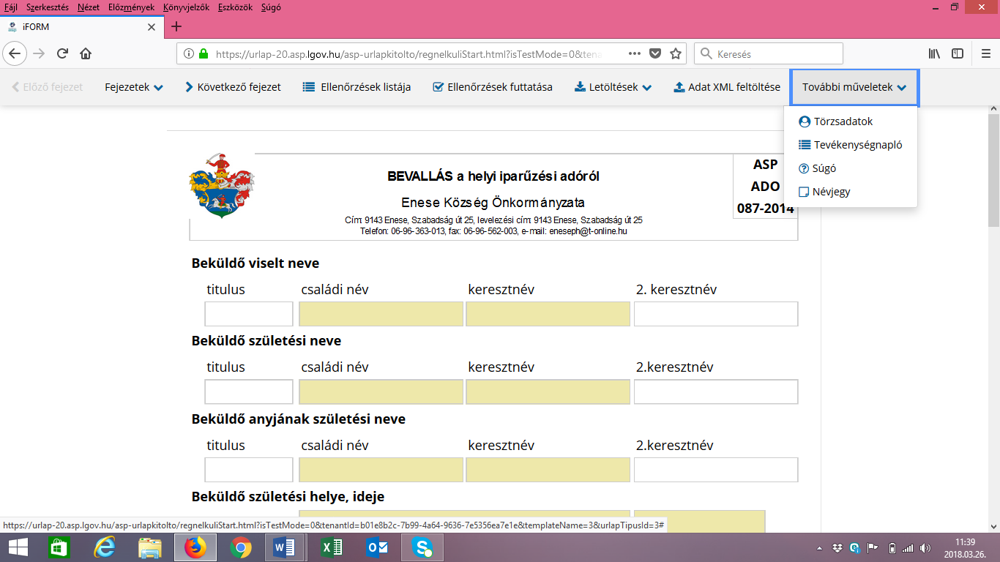 Fájl Szerkesztés Nézet Előzmények Könyvjelzők Eszközök Súgó
iFORM
https://urlap-20.asp.lgov.hu/asp-urlapkitolto/regnelkuliStart.html?isTestMode=0&tena
Keresés
Előző fejezet Fejezetek Következő fejezet Ellenőrzések listája Ellenőrzések futtatása Letöltések Adat XML feltöltése További műveletek
Törzsadatok
Tevékenységnapló
Súgó
Névjegy
BEVALLÁS a helyi iparűzési adóról
Enese Község Önkormányzata
Cím: 9143 Enese, Szabadság út 25, levelezési cím: 9143 Enese, Szabadság út 25
Telefon: 06-96-363-013, fax: 06-96-562-003, e-mail: eneseph@t-online.hu
ASP
ADO
087-2014
Beküldő viselt neve
titulus családi név keresztnév 2. keresztnév
Beküldő születési neve
titulus családi név keresztnév 2.keresztnév
Beküldő anyjának születési neve
titulus családi név keresztnév 2.keresztnév
Beküldő születési helye, ideje
https://urlap-20.asp.lgov.hu/asp-urlapkitolto/regnelkuliStart.html?isTestMode=0&tenantId=b01e8b2c-7b99-4a64-9636-7e5356ea7e1e&templateName=3&urlapTipusId=3#
11:39
2018.03.26.